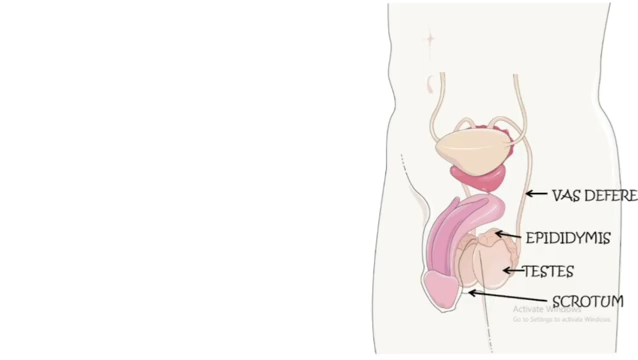 VAS DEFERE
EPIDIDYMIS
TESTES
SCROTUM
Activate Windows
Go to Settings to activate Windows.